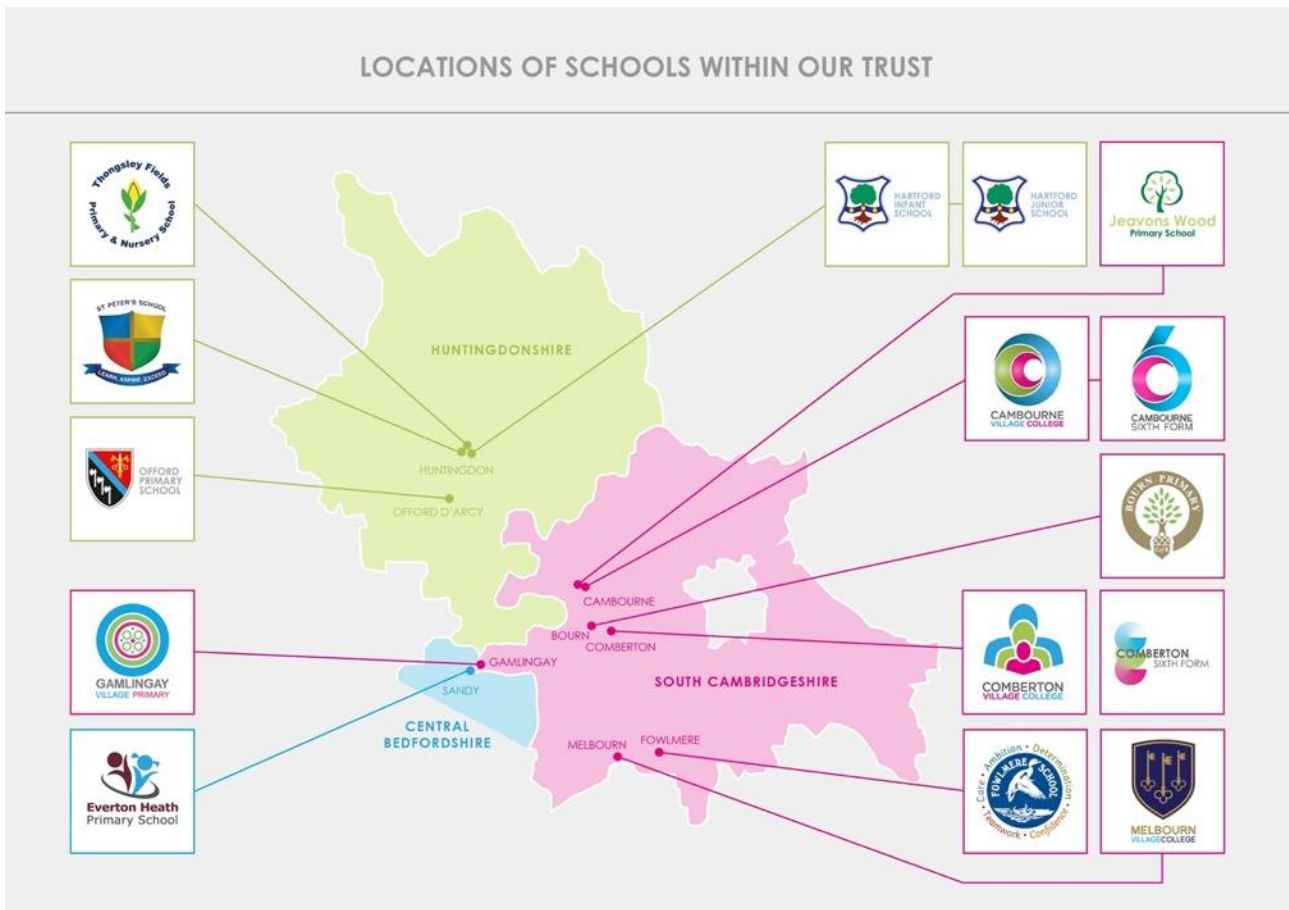 LOCATIONS OF SCHOOLS WITHIN OUR TRUST
Thongsley Fields
Primary & Nursery School
ST PETER'S SCHOOL
LEARN, ASPIRE, EXCEED
OFFORD
PRIMARY
SCHOOL
GAMLINGAY
VILLAGE PRIMARY
Everton Heath
Primary School
HUNTINGDONSHIRE
HUNTINGDON
OFFORD D'ARCY
CAMBOURNE
BOURN
COMBERTON
GAMLINGAY
SANDY
SOUTH CAMBRIDGESHIRE
CENTRAL
BEDFORDSHIRE
MELBOURN
FOWLMERE
HARTFORD
INFANT
SCHOOL
HARTFORD
JUNIOR
SCHOOL
Jeavons Wood
Primary School
CAMBOURNE
VILLAGE COLLEGE
6
CAMBOURNE
SIXTH FORM
BOURN PRIMARY
CofE
COMBERTON
VILLAGE COLLEGE
COMBERTON
SIXTH FORM
Care • Ambition • Determination
FOWLMERE SCHOOL
Teamwork • Confidence
MELBOURN
VILLAGECOLLEGE